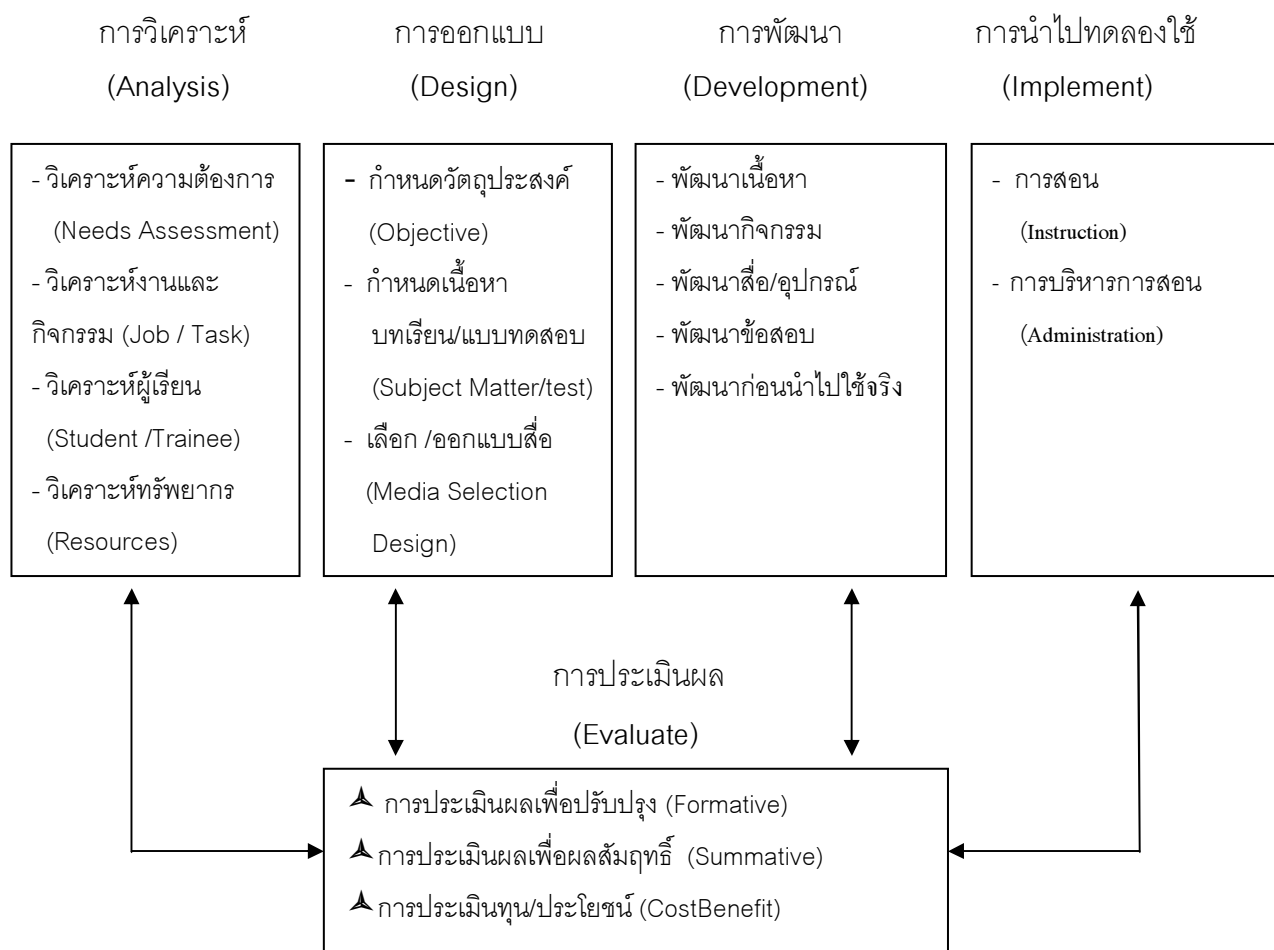 การวิเคราะห์
(Analysis)
- วิเคราะห์ความต้องการ
(Needs Assessment)
- วิเคราะห์งานและ
กิจกรรม (Job / Task)
- วิเคราะห์ผู้เรียน
(Student /Trainee)
- วิเคราะห์ทรัพยากร
(Resources)
การออกแบบ
(Design)
- กำหนดวัตถุประสงค์
(Objective)
- กำหนดเนื้อหา
บทเรียน/แบบทดสอบ
(Subject Matter/test)
- เลือก /ออกแบบสื่อ
(Media Selection
Design)
การพัฒนา
(Development)
- พัฒนาเนื้อหา
- พัฒนากิจกรรม
- พัฒนาสื่อ/อุปกรณ์
- พัฒนาข้อสอบ
- พัฒนาก่อนนำไปใช้จริง
การนำไปทดลองใช้
(Implement)
- การสอน
(Instruction)
- การบริหารการสอน
(Administration)
การประเมินผล
(Evaluate)
การประเมินผลเพื่อปรับปรุง (Formative)
การประเมินผลเพื่อผลสัมฤทธิ์ (Summative)
การประเมินทุน/ประโยชน์ (CostBenefit)